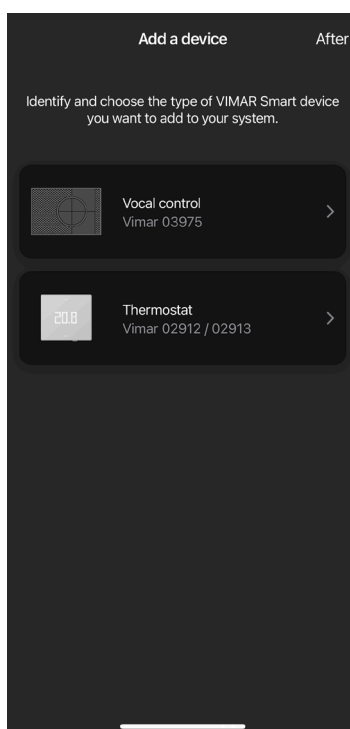 Add a device
After
Identify and choose the type of VIMAR Smart device
you want to add to your system.
Vocal control
Vimar 03975
20.8
Thermostat
Vimar 02912 / 02913